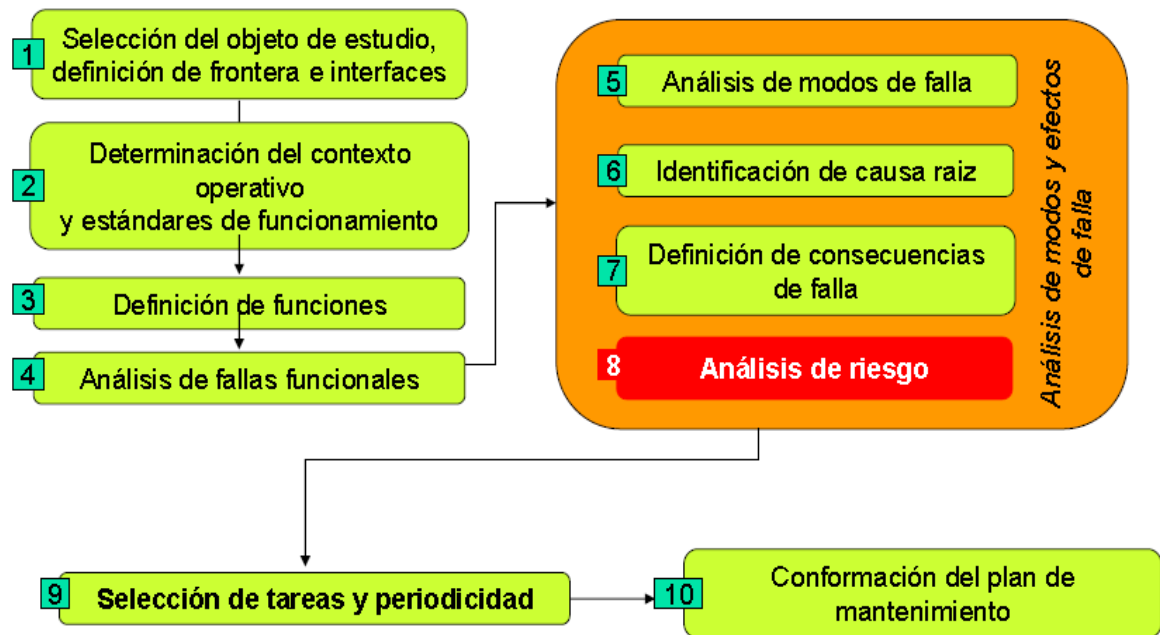 1
Selección del objeto de estudio,
definición de frontera e interfaces
2
Determinación del contexto
operativo
y estándares de funcionamiento
3
Definición de funciones
4
Análisis de fallas funcionales
5
Análisis de modos de falla
6
Identificación de causa raiz
7
Definición de consecuencias
de falla
8
Análisis de riesgo
Análisis de modos y efectos
de falla
9
Selección de tareas y periodicidad
10
Conformación del plan de
mantenimiento